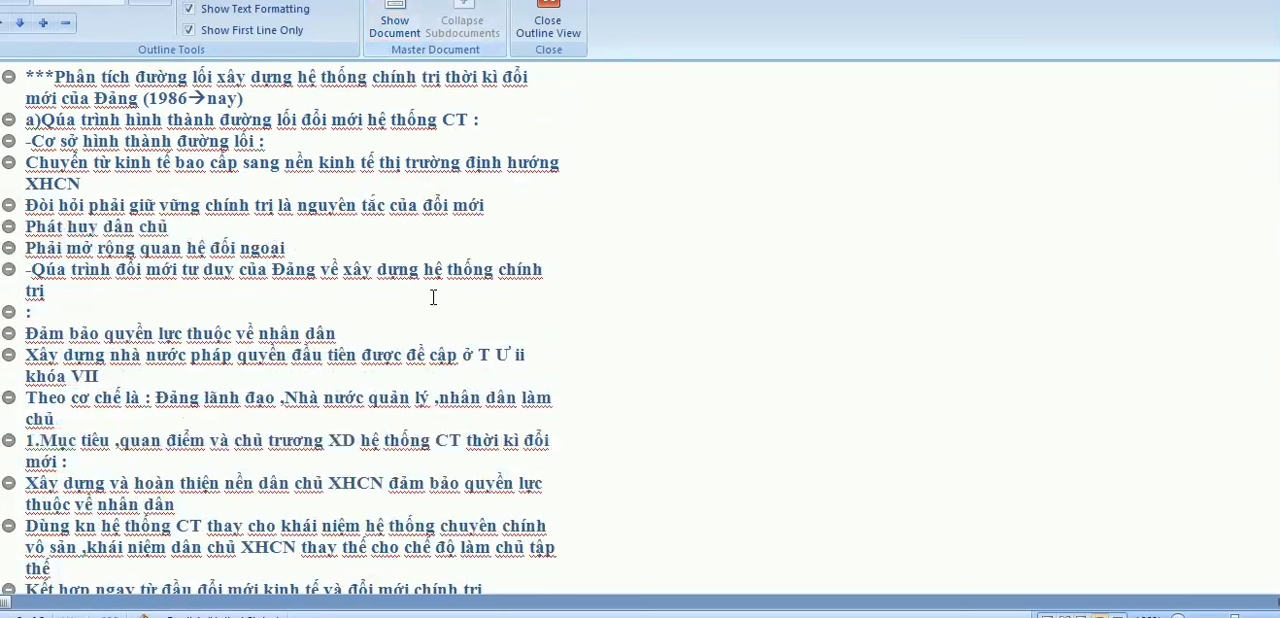 Show Text Formatting
Show First Line Only
Show Document
Collapse Subdocuments
Close Outline View
Outline Tools
Master Document
Close
***Phân tích đường lối xây dựng hệ thống chính trị thời kì đổi
mới của Đảng (1986→nay)
a)Qúa trình hình thành đường lối đổi mới hệ thống CT :
-Cơ sở hình thành đường lối :
Chuyển từ kinh tế bao cấp sang nền kinh tế thị trường định hướng
XHCN
Đòi hỏi phải giữ vững chính trị là nguyên tắc của đổi mới
Phát huy dân chủ
Phải mở rộng quan hệ đối ngoại
-Qúa trình đổi mới tư duy của Đảng về xây dựng hệ thống chính
trị
:
Đảm bảo quyền lực thuộc về nhân dân
Xây dựng nhà nước pháp quyền đầu tiên được đề cập ở T Ư ii
khóa VII
Theo cơ chế là : Đảng lãnh đạo ,Nhà nước quản lý ,nhân dân làm
chủ
1.Mục tiêu ,quan điểm và chủ trương XD hệ thống CT thời kì đổi
mới :
Xây dựng và hoàn thiện nền dân chủ XHCN đảm bảo quyền lực
thuộc về nhân dân
Dùng kn hệ thống CT thay cho khái niệm hệ thống chuyên chính
vô sản ,khái niệm dân chủ XHCN thay thế cho chế độ làm chủ tập
thể
Kết hợp ngay từ đầu đổi mới kinh tế và đổi mới chính trị